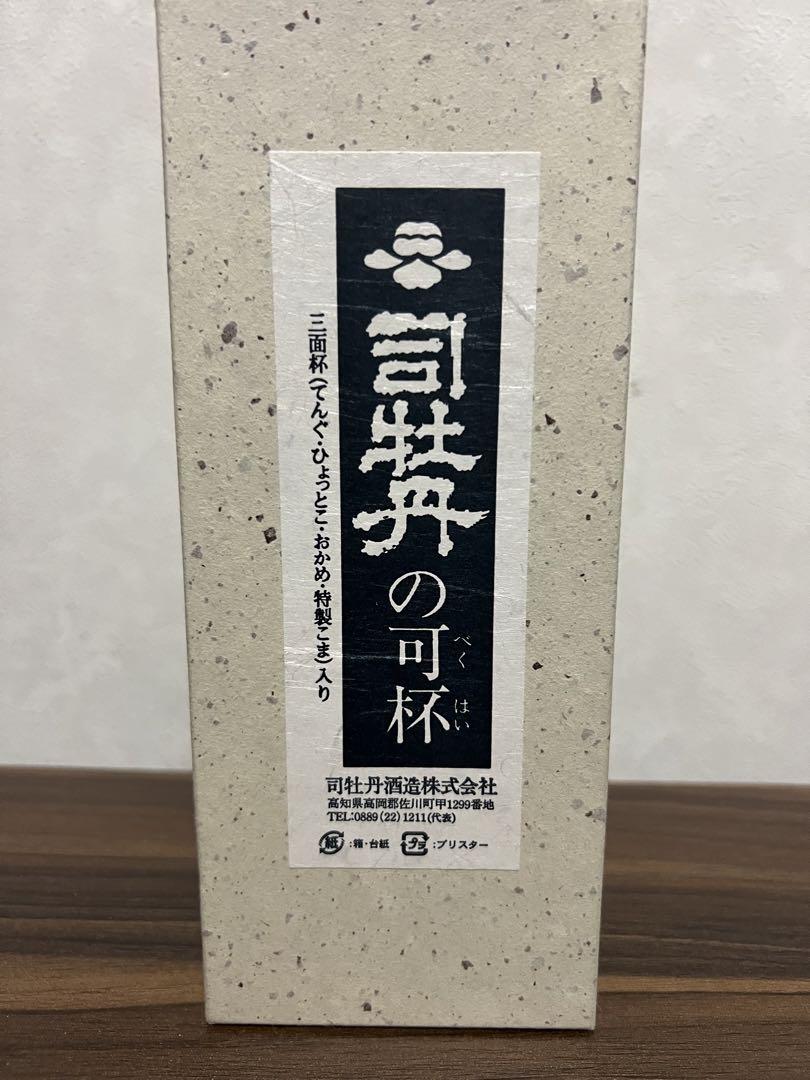 司牡丹の可杯
べくはい
三面杯(てんぐ・ひょっとこ・おかめ・特製こま)入り
司牡丹酒造株式会社
高知県高岡郡佐川町甲1299番地
TEL:0889(22)1211(代表)
紙:箱・台紙 プラ:ブリスター